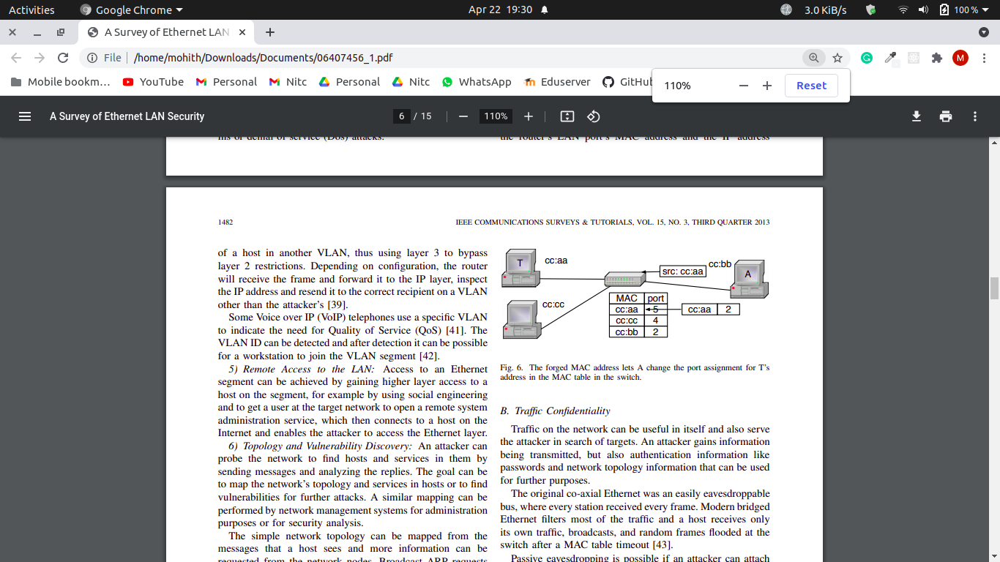 Activities
Google Chrome
Apr 22 19:30
3.0 KiB/s
100 %
A Survey of Ethernet LAN
File
/home/mohith/Downloads/Documents/06407456_1.pdf
M
Mobile bookm…
YouTube
Personal
Nitc
Personal
Nitc
WhatsApp
Eduserver
GitHu
110%
Reset
A Survey of Ethernet LAN Security
6 / 15
110%
ms or denial of service (DoS) attacks.
the router's LAN port's MAC address and the IP address
1482
IEEE COMMUNICATIONS SURVEYS & TUTORIALS, VOL. 15, NO. 3, THIRD QUARTER 2013
of a host in another VLAN, thus using layer 3 to bypass
layer 2 restrictions. Depending on configuration, the router
will receive the frame and forward it to the IP layer, inspect
the IP address and resend it to the correct recipient on a VLAN
other than the attacker's [39].
Some Voice over IP (VoIP) telephones use a specific VLAN
to indicate the need for Quality of Service (QoS) [41]. The
VLAN ID can be detected and after detection it can be possible
for a workstation to join the VLAN segment [42].
5) Remote Access to the LAN: Access to an Ethernet
segment can be achieved by gaining higher layer access to a
host on the segment, for example by using social engineering
and to get a user at the target network to open a remote system
administration service, which then connects to a host on the
Internet and enables the attacker to access the Ethernet layer.
6) Topology and Vulnerability Discovery: An attacker can
probe the network to find hosts and services in them by
sending messages and analyzing the replies. The goal can be
to map the network's topology and services in hosts or to find
vulnerabilities for further attacks. A similar mapping can be
performed by network management systems for administration
purposes or for security analysis.
The simple network topology can be mapped from the
messages that a host sees and more information can be
requested from the network nodes. Broadcast ARP requests
T
cc:aa
cc:cc
src: cc:aa
cc:bb
A
MAC port
cc:aa 5
cc:cc 4
cc:bb 2
cc:aa 2
Fig. 6. The forged MAC address lets A change the port assignment for T's
address in the MAC table in the switch.
B. Traffic Confidentiality
Traffic on the network can be useful in itself and also serve
the attacker in search of targets. An attacker gains information
being transmitted, but also authentication information like
passwords and network topology information that can be used
for further purposes.
The original co-axial Ethernet was an easily eavesdroppable
bus, where every station received every frame. Modern bridged
Ethernet filters most of the traffic and a host receives only
its own traffic, broadcasts, and random frames flooded at the
switch after a MAC table timeout [43].
Passive eavesdropping is possible if an attacker can attach